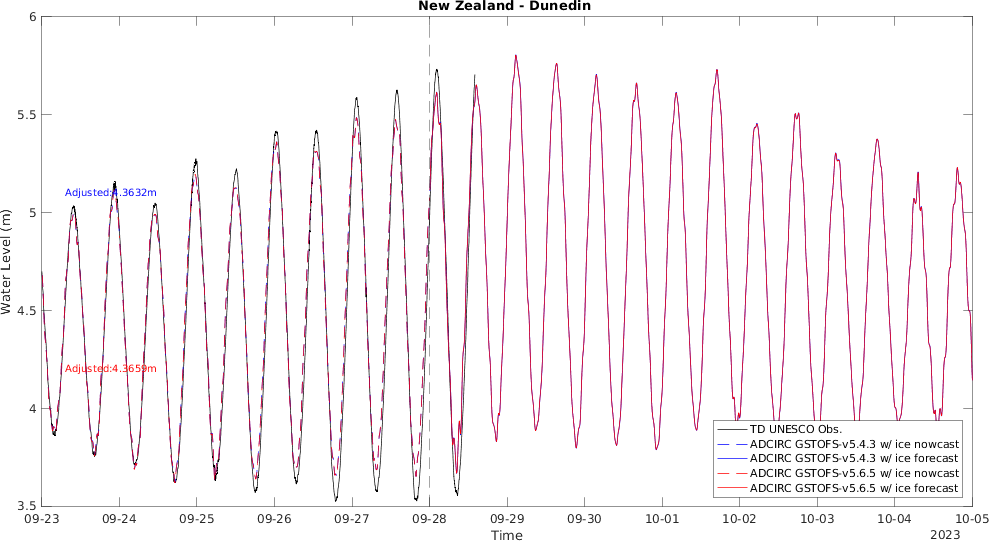 New Zealand - Dunedin
6
5.5
5
4.5
4
3.5
Water Level (m)
Adjusted:4.3632m
Adjusted:4.3659m
TD UNESCO Obs.
ADCIRC GSTOFS-v5.4.3 w/ ice nowcast
ADCIRC GSTOFS-v5.4.3 w/ ice forecast
ADCIRC GSTOFS-v5.6.5 w/ ice nowcast
ADCIRC GSTOFS-v5.6.5 w/ ice forecast
09-23 09-24 09-25 09-26 09-27 09-28 09-29 09-30 10-01 10-02 10-03 10-04 10-05
Time
2023